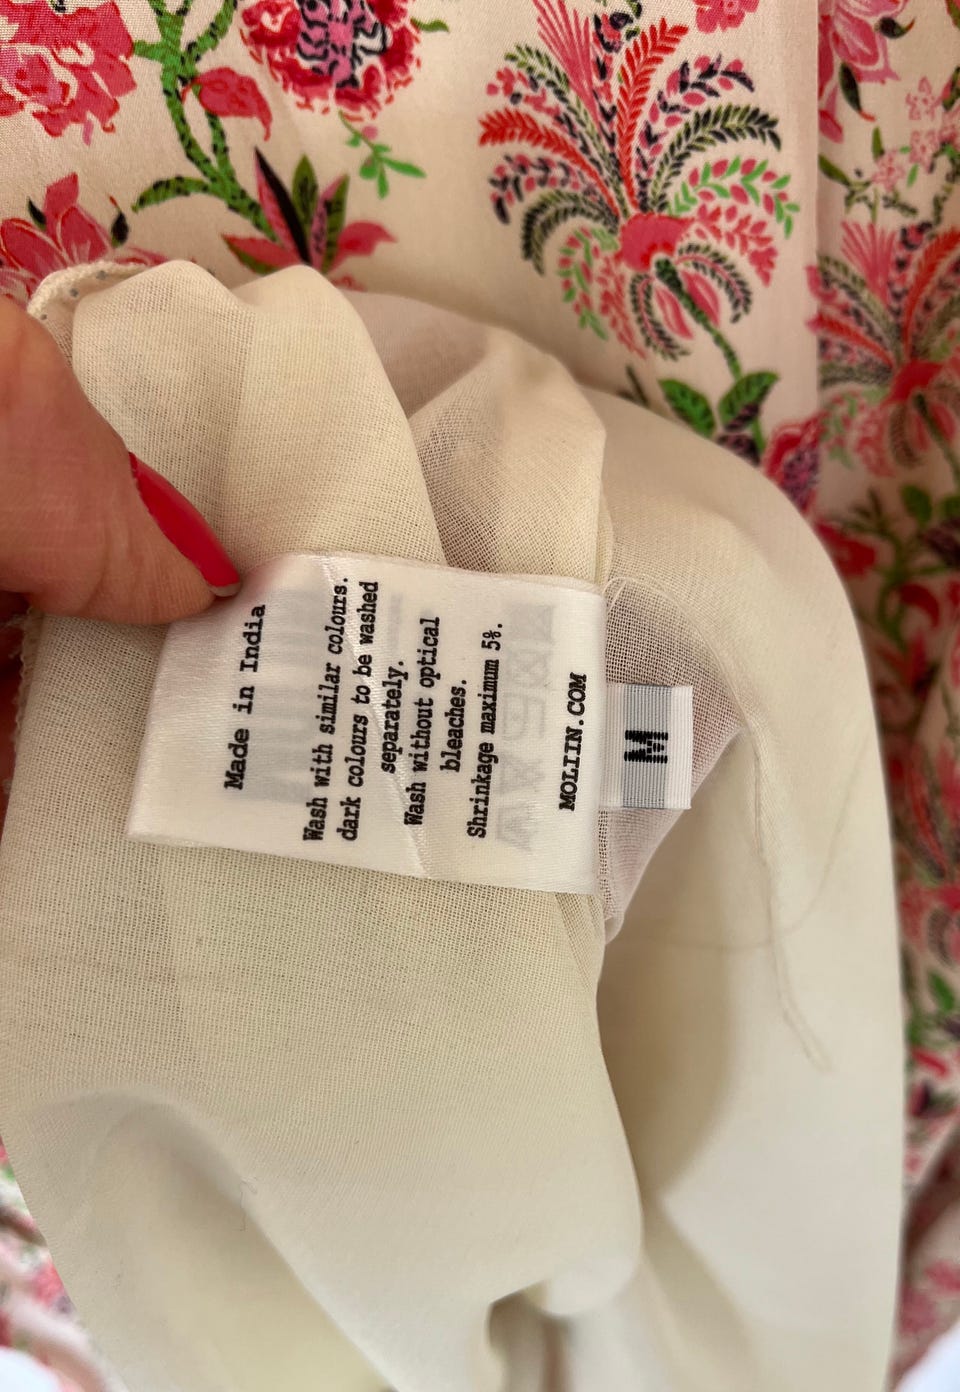 Made in India
Wash with similar colours.
dark colours to be washed
separately.
Wash without optical
bleaches.
Shrinkage maximum 5%.
MOLIIN.COM
M